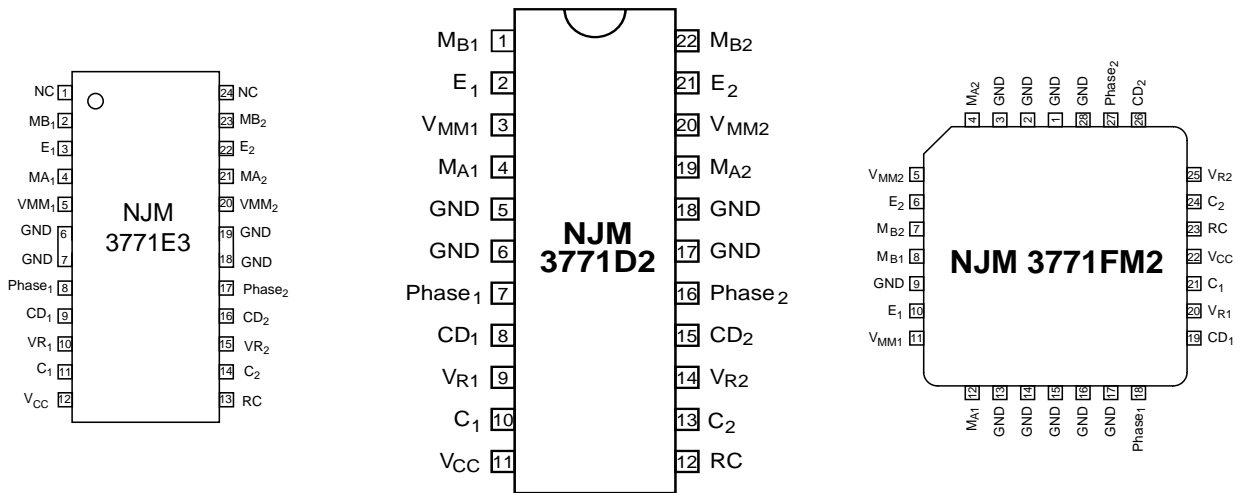 NC 1
MB1 2
E1 3
MA1 4
VMM1 5
GND 6
GND 7
Phase1 8
CD1 9
VR1 10
C1 11
VCC 12
24 NC
23 MB2
22 E2
21 MA2
20 VMM2
19 GND
18 GND
17 Phase2
16 CD2
15 VR2
14 C2
13 RC
NJM
3771E3
MB1 1
E1 2
VMM1 3
MA1 4
GND 5
GND 6
Phase1 7
CD1 8
VR1 9
C1 10
VCC 11
22 MB2
21 E2
20 VMM2
19 MA2
18 GND
17 GND
16 Phase2
15 CD2
14 VR2
13 C2
12 RC
NJM
3771D2
MA2 4
GND 3
GND 2
GND 1
GND 28
Phase2 27
CD2 26
VMM2 5
E2 6
MB2 7
MB1 8
GND 9
E1 10
VMM1 11
25 VR2
24 C2
23 RC
22 VCC
21 C1
20 VR1
19 CD1
NJM 3771FM2
MA1 12
GND 13
GND 14
GND 15
GND 16
GND 17
Phase1 18